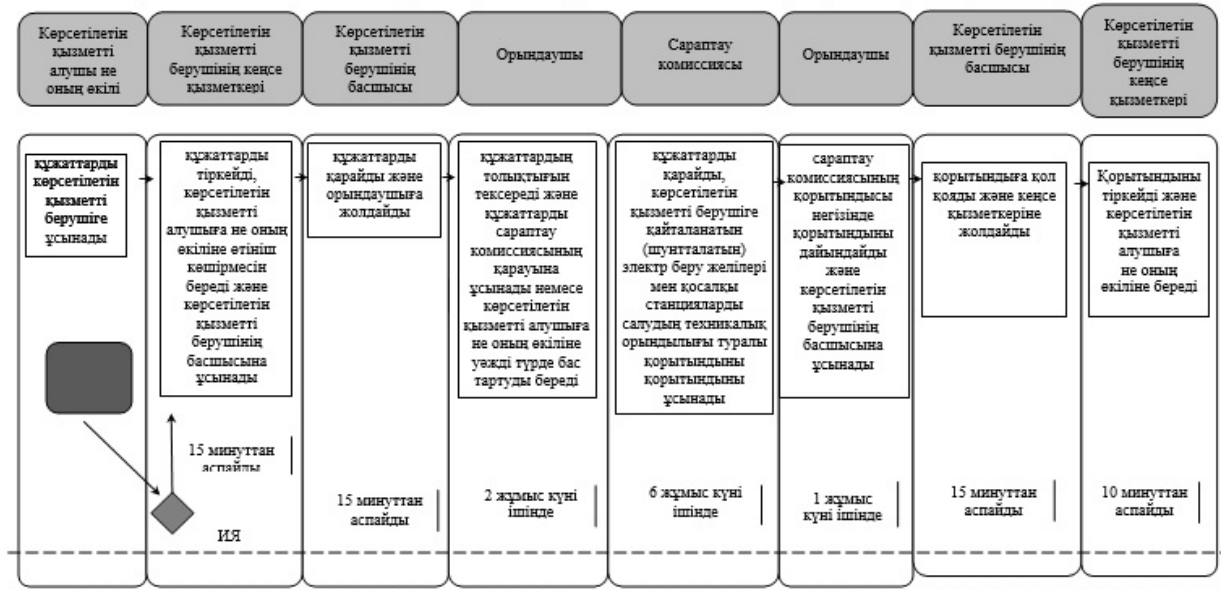 Көрсетілетін
қызметті
алушы не
оның өкілі
Көрсетілетін
қызметті
берушінің кеңсе
қызметкері
Көрсетілетін
қызметті
берушінің
басшысы
Орындаушы
Сараптау
комиссиясы
Орындаушы
Көрсетілетін
қызметті берушінің
басшысы
Көрсетілетін
қызметті
берушінің
кеңсе
қызметкері
құжаттарды
көрсетілетін
қызметті
берушіге
ұсынады
құжаттарды
тіркейді,
көрсетілетін
қызметті
алушыға не оның
өкіліне өтініш
көшірмесін
береді және
көрсетілетін
қызметті
берушінің
басшысына
ұсынады
құжаттарды
қарайды және
орындаушыға
жолдайды
құжаттардың
толықтығын
тексереді және
құжаттарды
сараптау
комиссиясының
қарауына
ұсынады немесе
көрсетілетін
қызметті алушыға
не оның өкіліне
уәжді түрде бас
тартуды береді
құжаттарды
қарайды,
көрсетілетін
қызметті берушіге
қайталанатын
(шунтталатын)
электр беру желілері
мен қосалқы
станцияларды
салудың техникалық
орындылығы туралы
қорытындыны
қорытындыны
ұсынады
сараптау
комиссиясының
қорытындысы
негізінде
қорытындыны
дайындайды
және
көрсетілетін
қызметті
берушінің
басшысына
ұсынады
қорытындыға қол
қояды және кеңсе
қызметкеріне
жолдайды
Қорытындыны
тіркейді және
көрсетілетін
қызметті
алушыға
не оның
өкіліне береді
15 минуттан
аспайды
15 минуттан
аспайды
2 жұмыс күні
ішінде
6 жұмыс күні
ішінде
1 жұмыс
күні ішінде
15 минуттан
аспайды
10 минуттан
аспайды
ИЯ